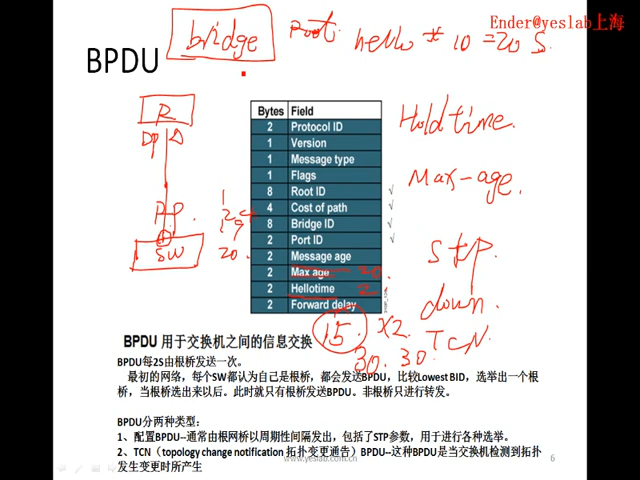 Ender@yeslab上海
bridge
Root
hello * 10 = 20 S
BPDU
R
DP
RP
SW
1
19
20
Bytes Field
2 Protocol ID
1 Version
1 Message type
1 Flags
8 Root ID √
4 Cost of path √
8 Bridge ID √
2 Port ID √
2 Message age
2 Max age 20
2 Hellotime 2
2 Forward delay
Hold time
Max-age
STP
down
TCN
15 X2
30. 30
BPDU 用于交换机之间的信息交换
BPDU每2S由根桥发送一次。
最初的网络，每个SW都认为自己是根桥，都会发送BPDU，比较Lowest BID，选举出一个根
桥，当根桥选出来以后。此时就只有根桥发送BPDU。非根桥只进行转发。
BPDU分两种类型：
1、配置BPDU--通常由根网桥以周期性间隔发出，包括了STP参数，用于进行各种选举。
2、TCN（topology change notification 拓扑变更通告）BPDU--这种BPDU是当交换机检测到拓扑
发生变更时所产生
www.yeslab.com.cn
6